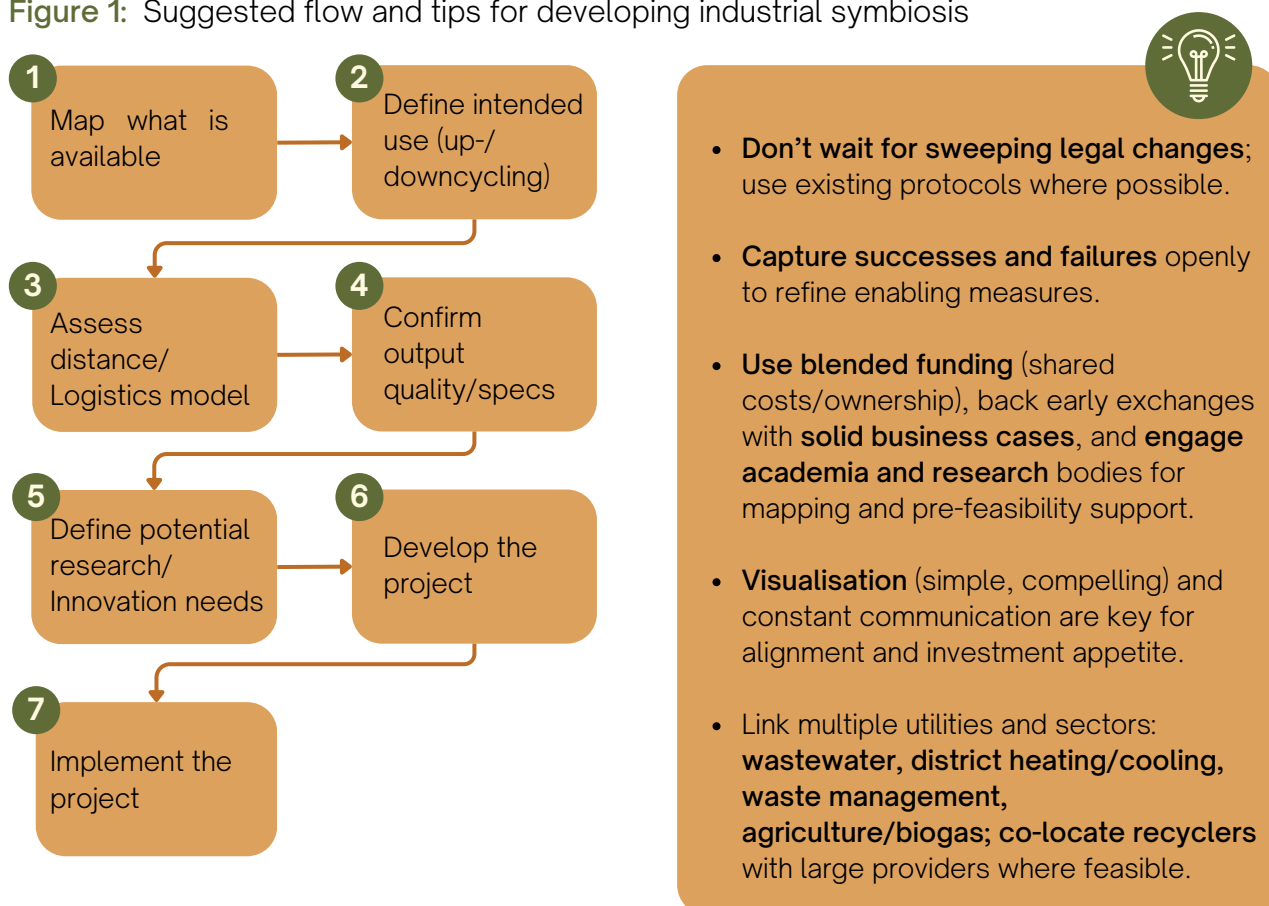 Figure 1: Suggested flow and tips for developing industrial symbiosis
1
Map what is
available
2
Define intended
use (up-/
downcycling)
3
Assess
distance/
Logistics model
4
Confirm
output
quality/specs
5
Define potential
research/
Innovation needs
6
Develop the
project
7
Implement the
project
• Don’t wait for sweeping legal changes;
use existing protocols where possible.
• Capture successes and failures openly
to refine enabling measures.
• Use blended funding (shared
costs/ownership), back early exchanges
with solid business cases, and engage
academia and research bodies for
mapping and pre-feasibility support.
• Visualisation (simple, compelling) and
constant communication are key for
alignment and investment appetite.
• Link multiple utilities and sectors:
wastewater, district heating/cooling,
waste management,
agriculture/biogas; co-locate recyclers
with large providers where feasible.